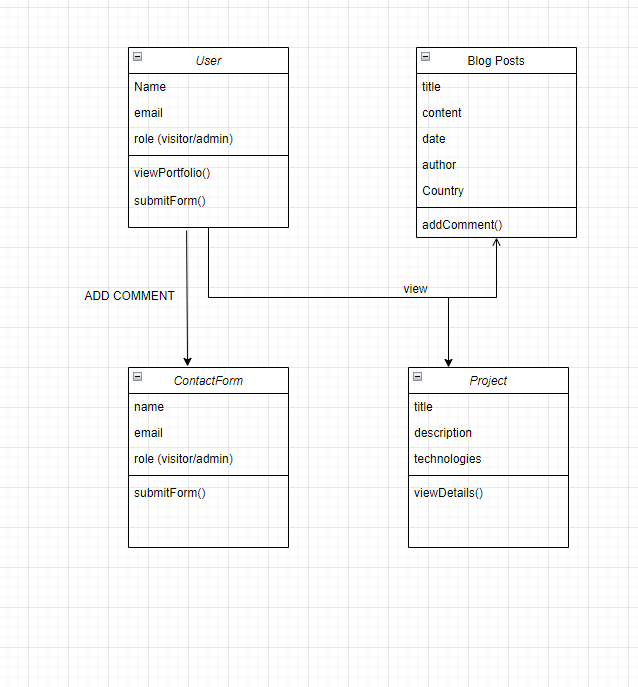 User
Name
email
role (visitor/admin)
viewPortfolio()
submitForm()
Blog Posts
title
content
date
author
Country
addComment()
ADD COMMENT
view
ContactForm
name
email
role (visitor/admin)
submitForm()
Project
title
description
technologies
viewDetails()